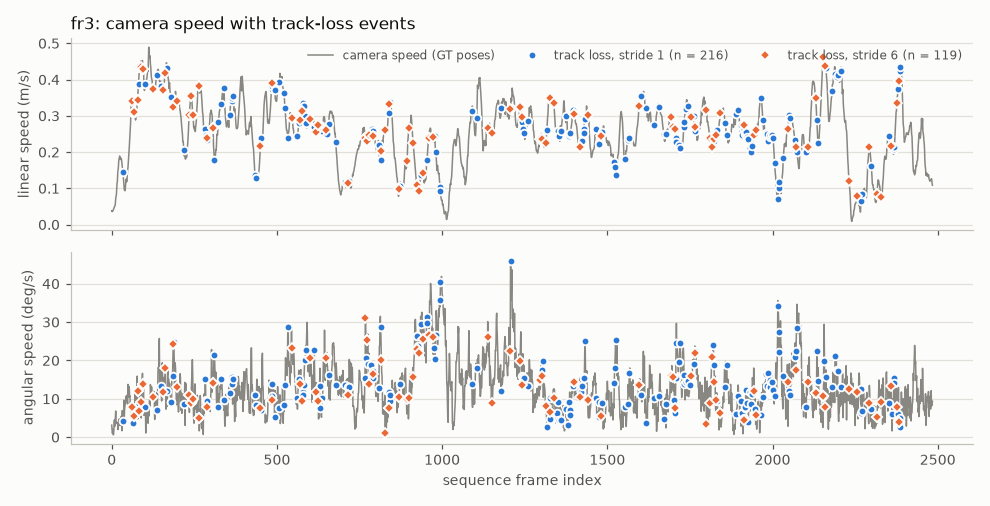 fr3: camera speed with track-loss events
camera speed (GT poses)
track loss, stride 1 (n = 216)
track loss, stride 6 (n = 119)
linear speed (m/s)
0.5
0.4
0.3
0.2
0.1
0.0
angular speed (deg/s)
40
30
20
10
0
0
500
1000
1500
2000
2500
sequence frame index